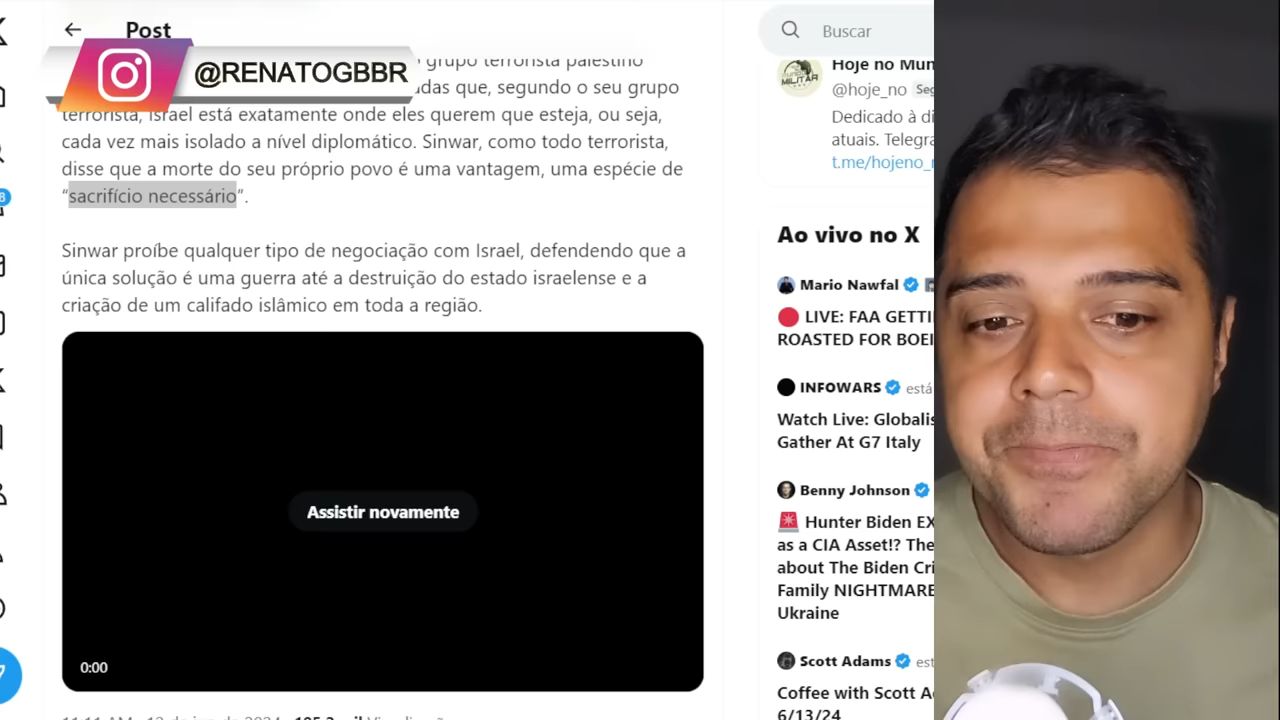 Post
@RENATOGBBR
grupo terrorista palestino
das que, segundo o seu grupo
terrorista, Israel está exatamente onde eles querem que esteja, ou seja,
cada vez mais isolado a nível diplomático. Sinwar, como todo terrorista,
disse que a morte do seu próprio povo é uma vantagem, uma espécie de
“sacrifício necessário”.
Sinwar proíbe qualquer tipo de negociação com Israel, defendendo que a
única solução é uma guerra até a destruição do estado israelense e a
criação de um califado islâmico em toda a região.
Assistir novamente
0:00
Buscar
Hoje no Mun
MILITAR
@hoje_no Seg
Dedicado à di
atuais. Telegra
t.me/hojeno_
Ao vivo no X
Mario Nawfal
LIVE: FAA GETTI
ROASTED FOR BOEI
INFOWARS está
Watch Live: Globalis
Gather At G7 Italy
Benny Johnson
Hunter Biden EX
as a CIA Asset!? The
about The Biden Cri
Family NIGHTMARE
Ukraine
Scott Adams est
Coffee with Scott A
6/13/24